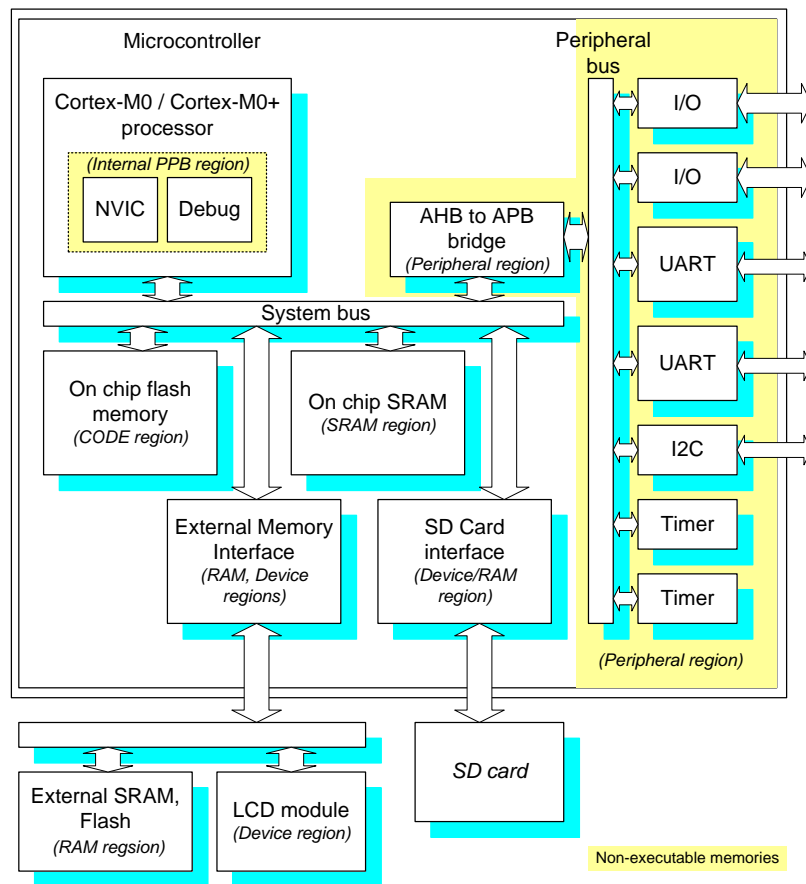 Microcontroller
Peripheral
bus
Cortex-M0 / Cortex-M0+
processor
(Internal PPB region)
NVIC
Debug
AHB to APB
bridge
(Peripheral region)
System bus
On chip flash
memory
(CODE region)
On chip SRAM
(SRAM region)
External Memory
Interface
(RAM, Device
regions)
SD Card
interface
(Device/RAM
region)
I/O
I/O
UART
UART
I2C
Timer
Timer
(Peripheral region)
External SRAM,
Flash
(RAM regsion)
LCD module
(Device region)
SD card
Non-executable memories